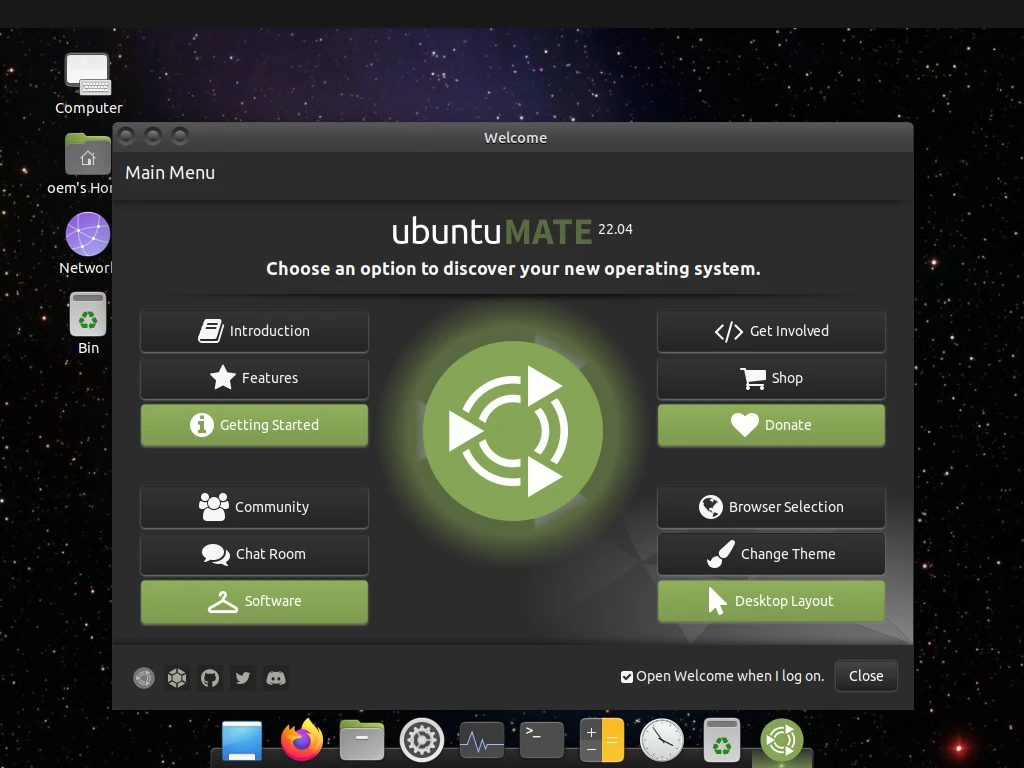 Computer
oem's Hor
Networ
Bin
Welcome
Main Menu
ubuntuMATE 22.04
Choose an option to discover your new operating system.
Introduction
Features
Getting Started
Community
Chat Room
Software
Get Involved
Shop
Donate
Browser Selection
Change Theme
Desktop Layout
Open Welcome when I log on.
Close
>_